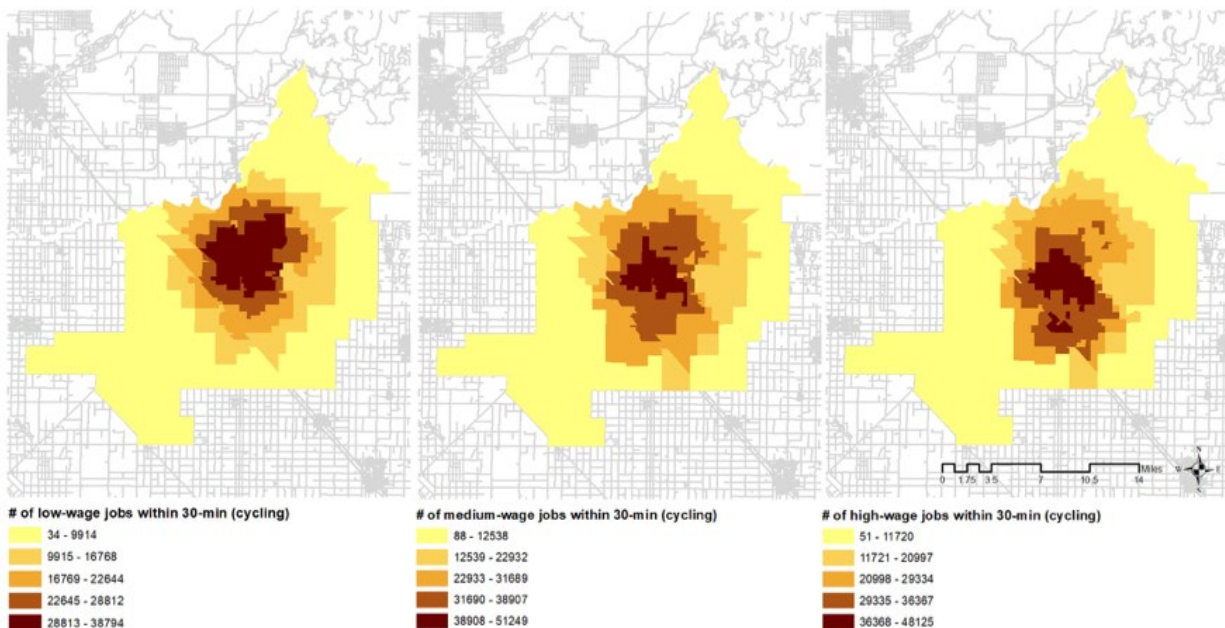 N
W E
S
Miles
0 1.75 3.5 7 10.5 14
# of low-wage jobs within 30-min (cycling)
34 - 9914
9915 - 16768
16769 - 22644
22645 - 28812
28813 - 38794
# of medium-wage jobs within 30-min (cycling)
88 - 12538
12539 - 22932
22933 - 31689
31690 - 38907
38908 - 51249
# of high-wage jobs within 30-min (cycling)
51 - 11720
11721 - 20997
20998 - 29334
29335 - 36367
36368 - 48125